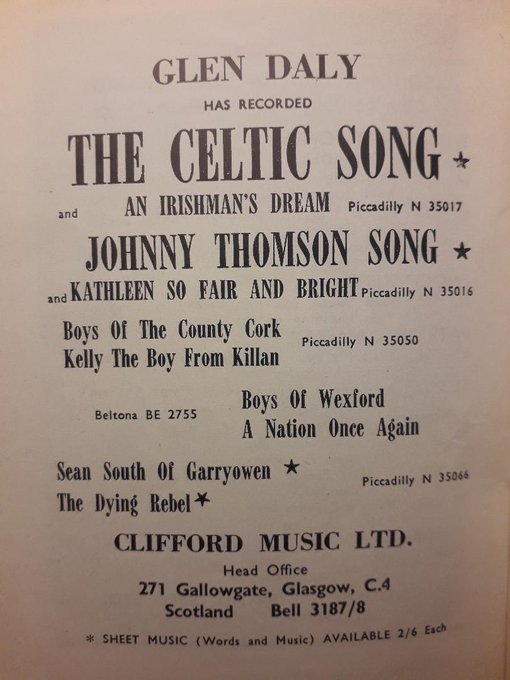 GLEN DALY
HAS RECORDED
THE CELTIC SONG *
and AN IRISHMAN'S DREAM Piccadilly N 35017
JOHNNY THOMSON SONG *
and KATHLEEN SO FAIR AND BRIGHT Piccadilly N 35016
Boys Of The County Cork
Kelly The Boy From Killan
Piccadilly N 35050
Boys Of Wexford
Beltona BE 2755
A Nation Once Again
Sean South Of Garryowen *
Piccadilly N 35066
The Dying Rebel *
CLIFFORD MUSIC LTD.
Head Office
271 Gallowgate, Glasgow, C.4
Scotland Bell 3187/8
* SHEET MUSIC (Words and Music) AVAILABLE 2/6 Each